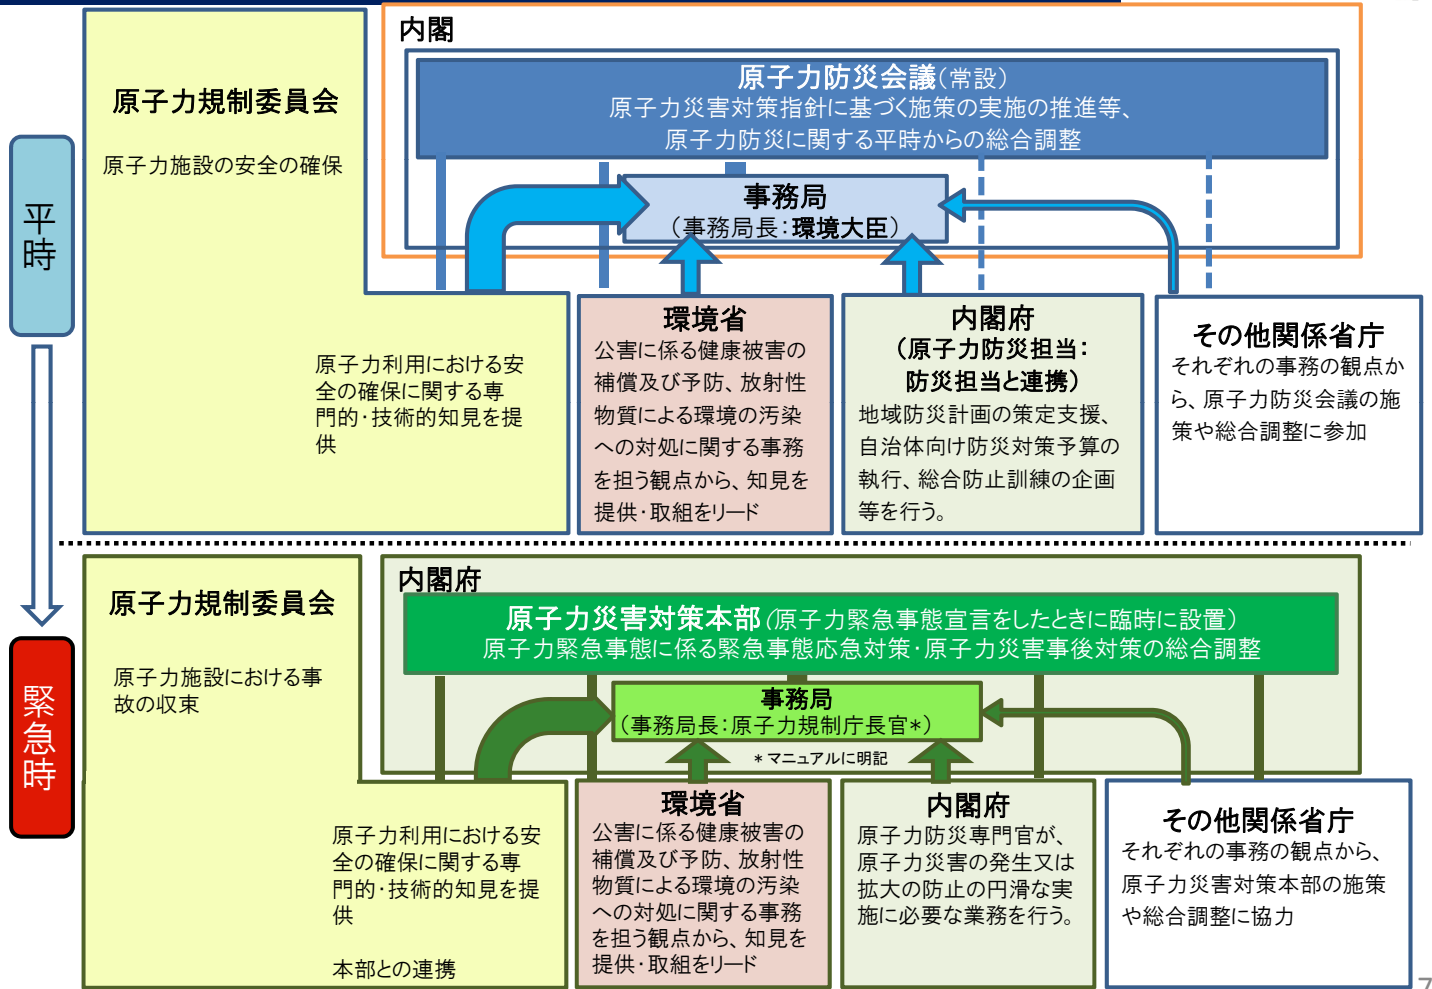 平時
原子力規制委員会
原子力施設の安全の確保
原子力利用における安
全の確保に関する専
門的・技術的知見を提
供
内閣
原子力防災会議(常設)
原子力災害対策指針に基づく施策の実施の推進等、
原子力防災に関する平時からの総合調整
事務局
(事務局長:環境大臣)
環境省
公害に係る健康被害の
補償及び予防、放射性
物質による環境の汚染
への対処に関する事務
を担う観点から、知見を
提供・取組をリード
内閣府
(原子力防災担当:
防災担当と連携)
地域防災計画の策定支援、
自治体向け防災対策予算の
執行、総合防止訓練の企画
等を行う。
その他関係省庁
それぞれの事務の観点か
ら、原子力防災会議の施
策や総合調整に参加
緊急時
原子力規制委員会
原子力施設における事
故の収束
原子力利用における安
全の確保に関する専
門的・技術的知見を提
供
本部との連携
内閣府
原子力災害対策本部(原子力緊急事態宣言をしたときに臨時に設置)
原子力緊急事態に係る緊急事態応急対策・原子力災害事後対策の総合調整
事務局
(事務局長:原子力規制庁長官*)
* マニュアルに明記
環境省
公害に係る健康被害の
補償及び予防、放射性
物質による環境の汚染
への対処に関する事務
を担う観点から、知見を
提供・取組をリード
内閣府
原子力防災専門官が、
原子力災害の発生又は
拡大の防止の円滑な実
施に必要な業務を行う。
その他関係省庁
それぞれの事務の観点から、
原子力災害対策本部の施策
や総合調整に協力
7